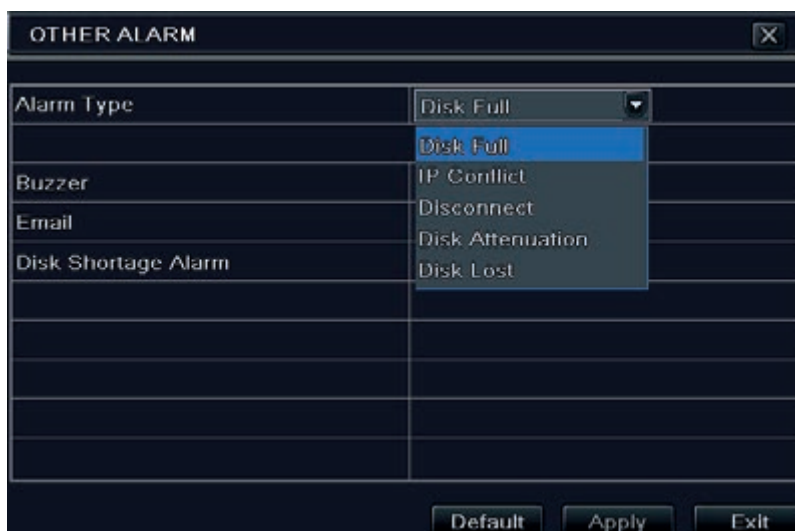 OTHER ALARM
Alarm Type Disk Full
Disk Full
Buzzer IP Conflict
Disconnect
Email
Disk Attenuation
Disk Shortage Alarm Disk Lost
Default Apply Exit